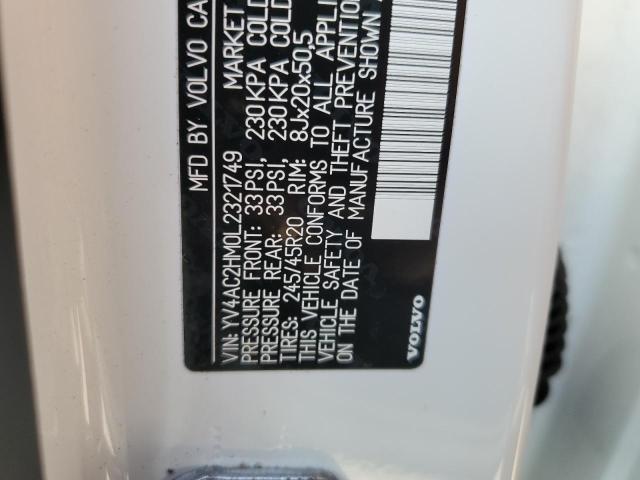 MFD BY VOLVO CA
VIN: YV4AC2HM0L2321749 MARKET
PRESSURE FRONT: 33PSI, 230KPA COLD
PRESSURE REAR: 33PSI, 230KPA COLD
TIRES: 245/45R20 RIM: 8Jx20x50,5
THIS VEHICLE CONFORMS TO ALL APPLI
VEHICLE SAFETY AND THEFT PREVENTION
ON THE DATE OF MANUFACTURE SHOWN
VOLVO